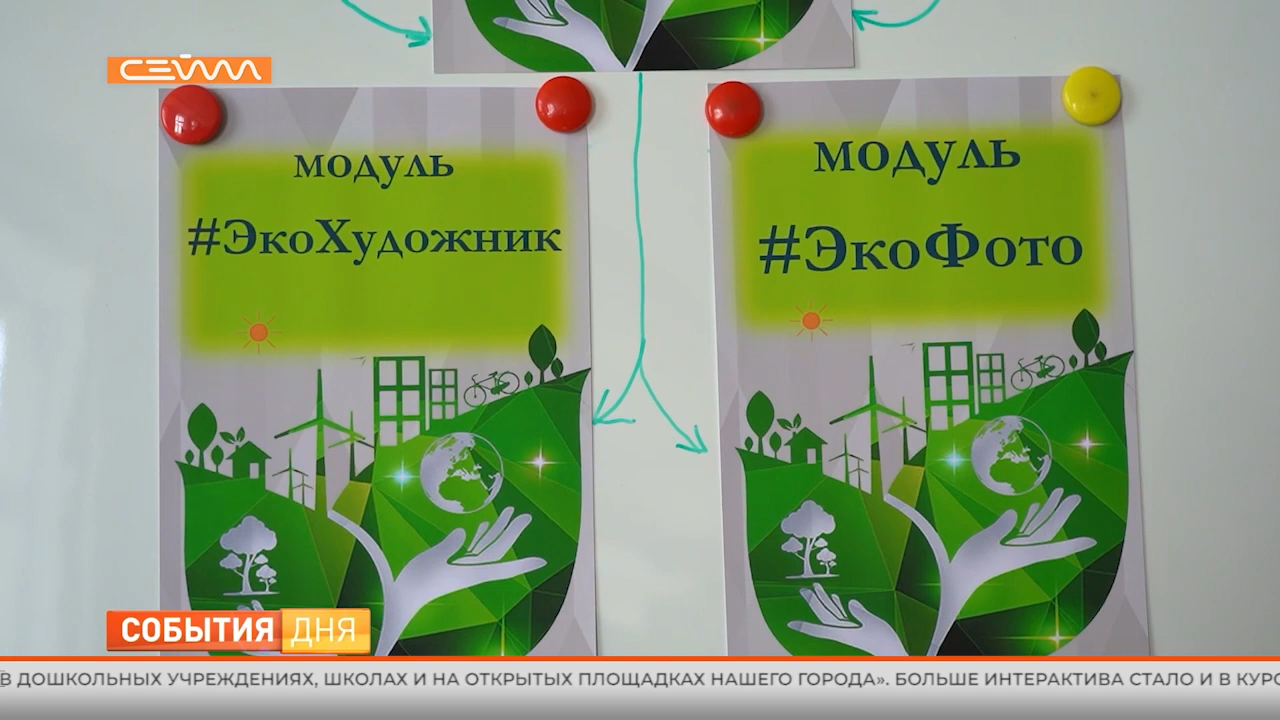 СЕЙМ
модуль
#ЭкоХудожник
модуль
#ЭкоФото
СОБЫТИЯ ДНЯ
В ДОШКОЛЬНЫХ УЧРЕЖДЕНИЯХ, ШКОЛАХ И НА ОТКРЫТЫХ ПЛОЩАДКАХ НАШЕГО ГОРОДА». БОЛЬШЕ ИНТЕРАКТИВА СТАЛО И В